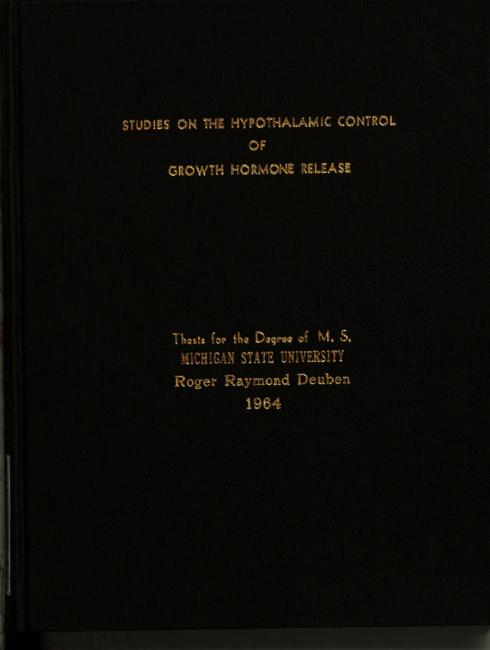 STUDIES ON THE HYPOTHALAMIC CONTROL
OF
GROWTH HORMONE RELEASE
Thesis for the Degree of M. S.
MICHIGAN STATE UNIVERSITY
Roger Raymond Deuben
1964